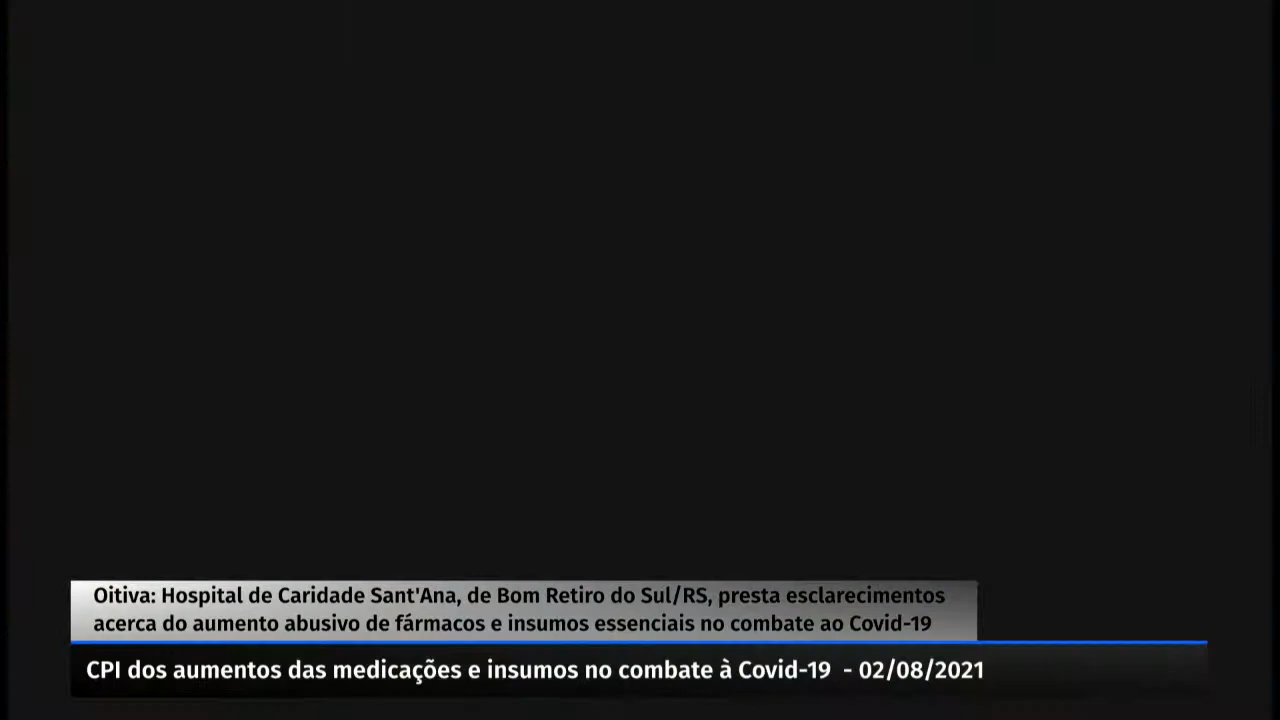 Oitiva: Hospital de Caridade Sant'Ana, de Bom Retiro do Sul/RS, presta esclarecimentos
acerca do aumento abusivo de fármacos e insumos essenciais no combate ao Covid-19
CPI dos aumentos das medicações e insumos no combate à Covid-19 - 02/08/2021